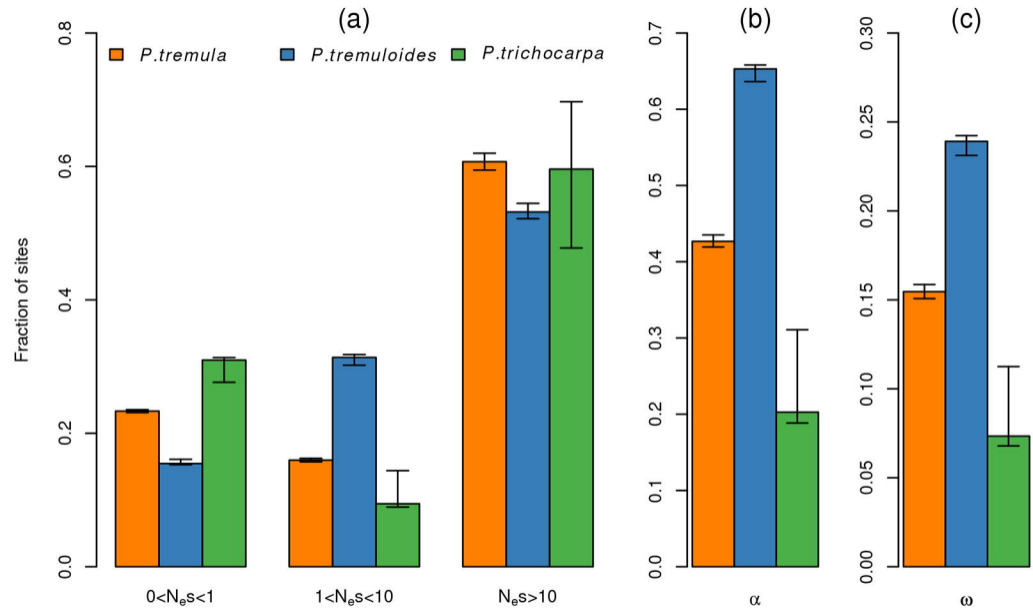 (a)
P.tremula
P.tremuloides
P.trichocarpa
Fraction of sites
0.8
0.6
0.4
0.2
0.0
0<Nₑs<1
1<Nₑs<10
Nₑs>10
(b)
0.7
0.6
0.5
0.4
0.3
0.2
0.1
0.0
α
(c)
0.30
0.25
0.20
0.15
0.10
0.05
0.00
ω